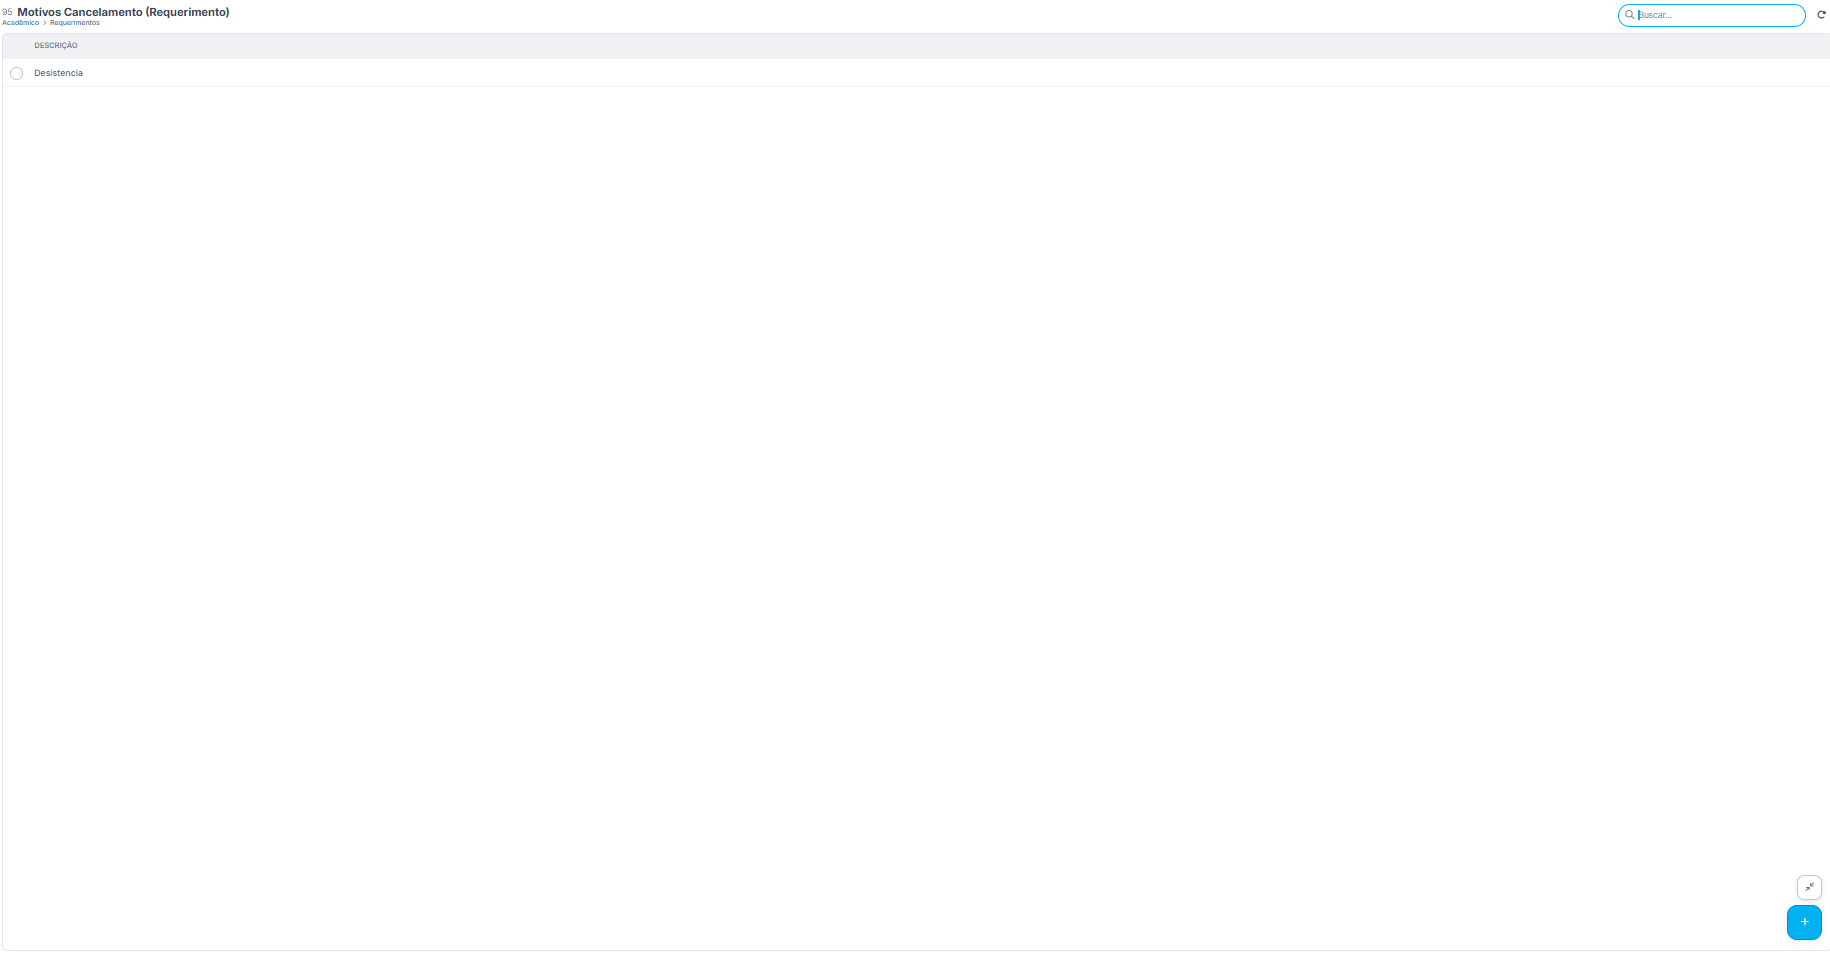 95 Motivos Cancelamento (Requerimento)
Acadêmico > Requerimentos
Buscar...
DESCRIÇÃO
Desistencia